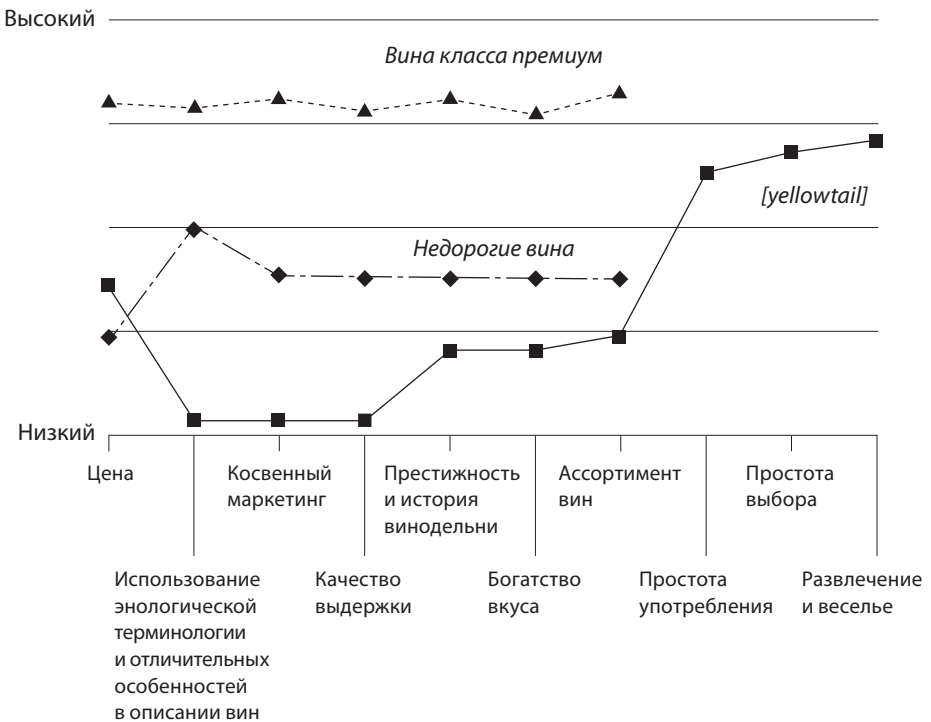 Высокий
Вина класса премиум
[yellowtail]
Недорогие вина
Низкий
Цена
Косвенный
маркетинг
Престижность
и история
винодельни
Ассортимент
вин
Простота
выбора
Использование
энологической
терминологии
и отличительных
особенностей
в описании вин
Качество
выдержки
Богатство
вкуса
Простота
употребления
Развлечение
и веселье